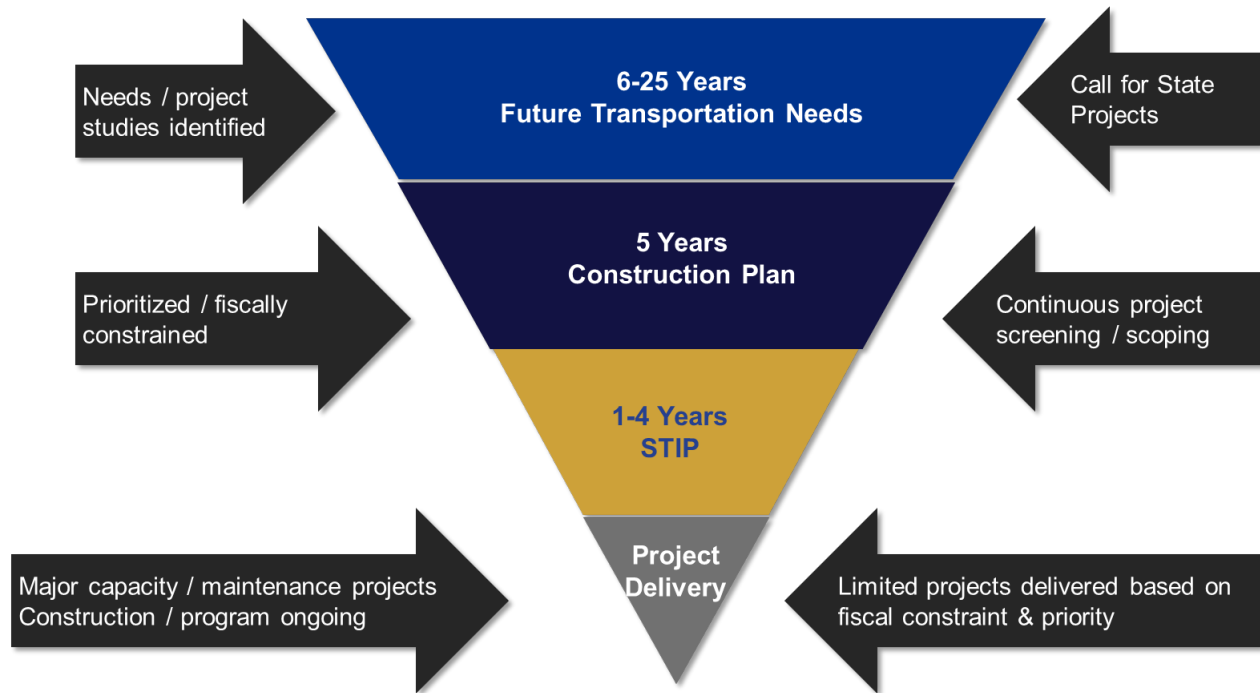 6-25 Years
Future Transportation Needs
Needs / project
studies identified
Call for State
Projects
5 Years
Construction Plan
Prioritized / fiscally
constrained
Continuous project
screening / scoping
1-4 Years
STIP
Project
Delivery
Major capacity / maintenance projects
Construction / program ongoing
Limited projects delivered based on
fiscal constraint & priority